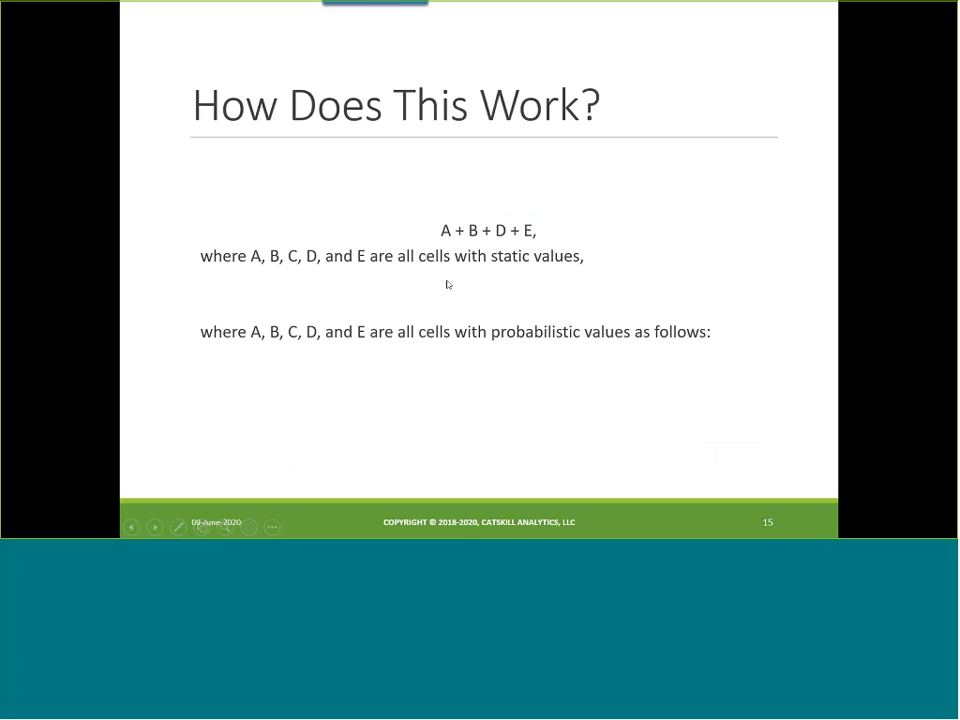 How Does This Work?
A + B + D + E,
where A, B, C, D, and E are all cells with static values,
where A, B, C, D, and E are all cells with probabilistic values as follows:
09-June-2020
COPYRIGHT © 2018-2020, CATSKILL ANALYTICS, LLC
15